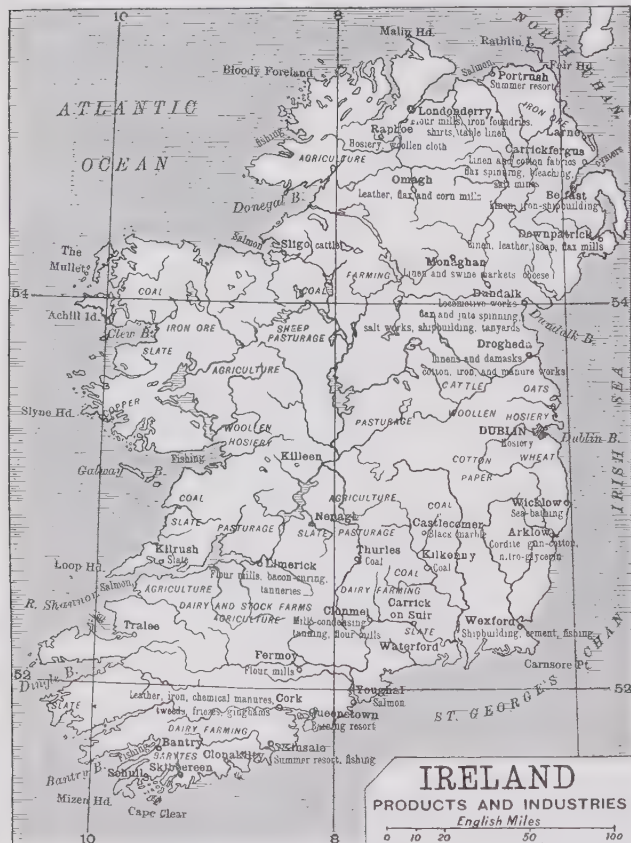 10
8
6
Malin Hd.
NORTH CHAN.
Rathlin I.
Fair Hd.
Salmon
Portrush
Summer resort
Bloody Foreland
ATLANTIC
OCEAN
IRON ORE
Londonderry
flour mills, iron foundries,
shirts, table linen
Larne
Raphoe
Hosiery, woollen cloth
fishing
Carrickfergus
Linen and cotton fabrics
flax spinning, bleaching,
salt mines
oysters
AGRICULTURE
Omagh
Leather, flax and corn mills
Belfast
linen, iron-shipbuilding
Donegal B.
Downpatrick
Linen, leather, soap, flax mills
Salmon
Sligo cattle
The
Mullet
Monaghan
Linen and swine markets
FARMING
COAL
COAL
54
54
Dundalk
Locomotive works
flax and jute spinning,
salt works, shipbuilding, tanyards
Dundalk B.
Achill Id.
Clew B.
IRON ORE
SHEEP
PASTURAGE
SLATE
Drogheda
linens and damasks,
cotton, iron, and manure works
AGRICULTURE
CATTLE
OATS
IRISH SEA
Slyne Hd.
COPPER
WOOLLEN
HOSIERY
PASTURAGE
WOOLLEN
HOSIERY
DUBLIN
Hosiery
Dublin B.
Fishing
Killeen
COTTON
WHEAT
PAPER
Galway B.
COAL
AGRICULTURE
COAL
Wicklow
Sea-bathing
SLATE
PASTURAGE
Nenagh
SLATE
PASTURAGE
Castlecomer
Black marble
Arklow
Cordite gun-cotton,
nitro-glycerin
Kilrush
Slate
Thurles
Coal
Kilkenny
Coal
Loop Hd.
Limerick
Flour mills, bacon-curing,
tanneries
COAL
Salmon
R. Shannon
AGRICULTURE
DAIRY AND STOCK FARMS
AGRICULTURE
DAIRY FARMING
Clonmel
Milk-condensing
tanning, flour mills
Carrick
on Suir
SLATE
Wexford
Shipbuilding, cement, fishing
Tralee
Waterford
Carnsore Pt.
Fermoy
Flour mills
52
52
Dingle B.
Youghal
Salmon
ST. GEORGE'S CHAN.
SLATE
Leather, iron, chemical manures,
tweeds, friezes, ginghams
Cork
Queenstown
DAIRY FARMING
Bantry
Fishing
BARYTES
Clonakilty
Kinsale
Summer resort, fishing
Bantry B.
Schull
Skibbereen
Mizen Hd.
Cape Clear
IRELAND
PRODUCTS AND INDUSTRIES
English Miles
0 10 20 50 100
10
8